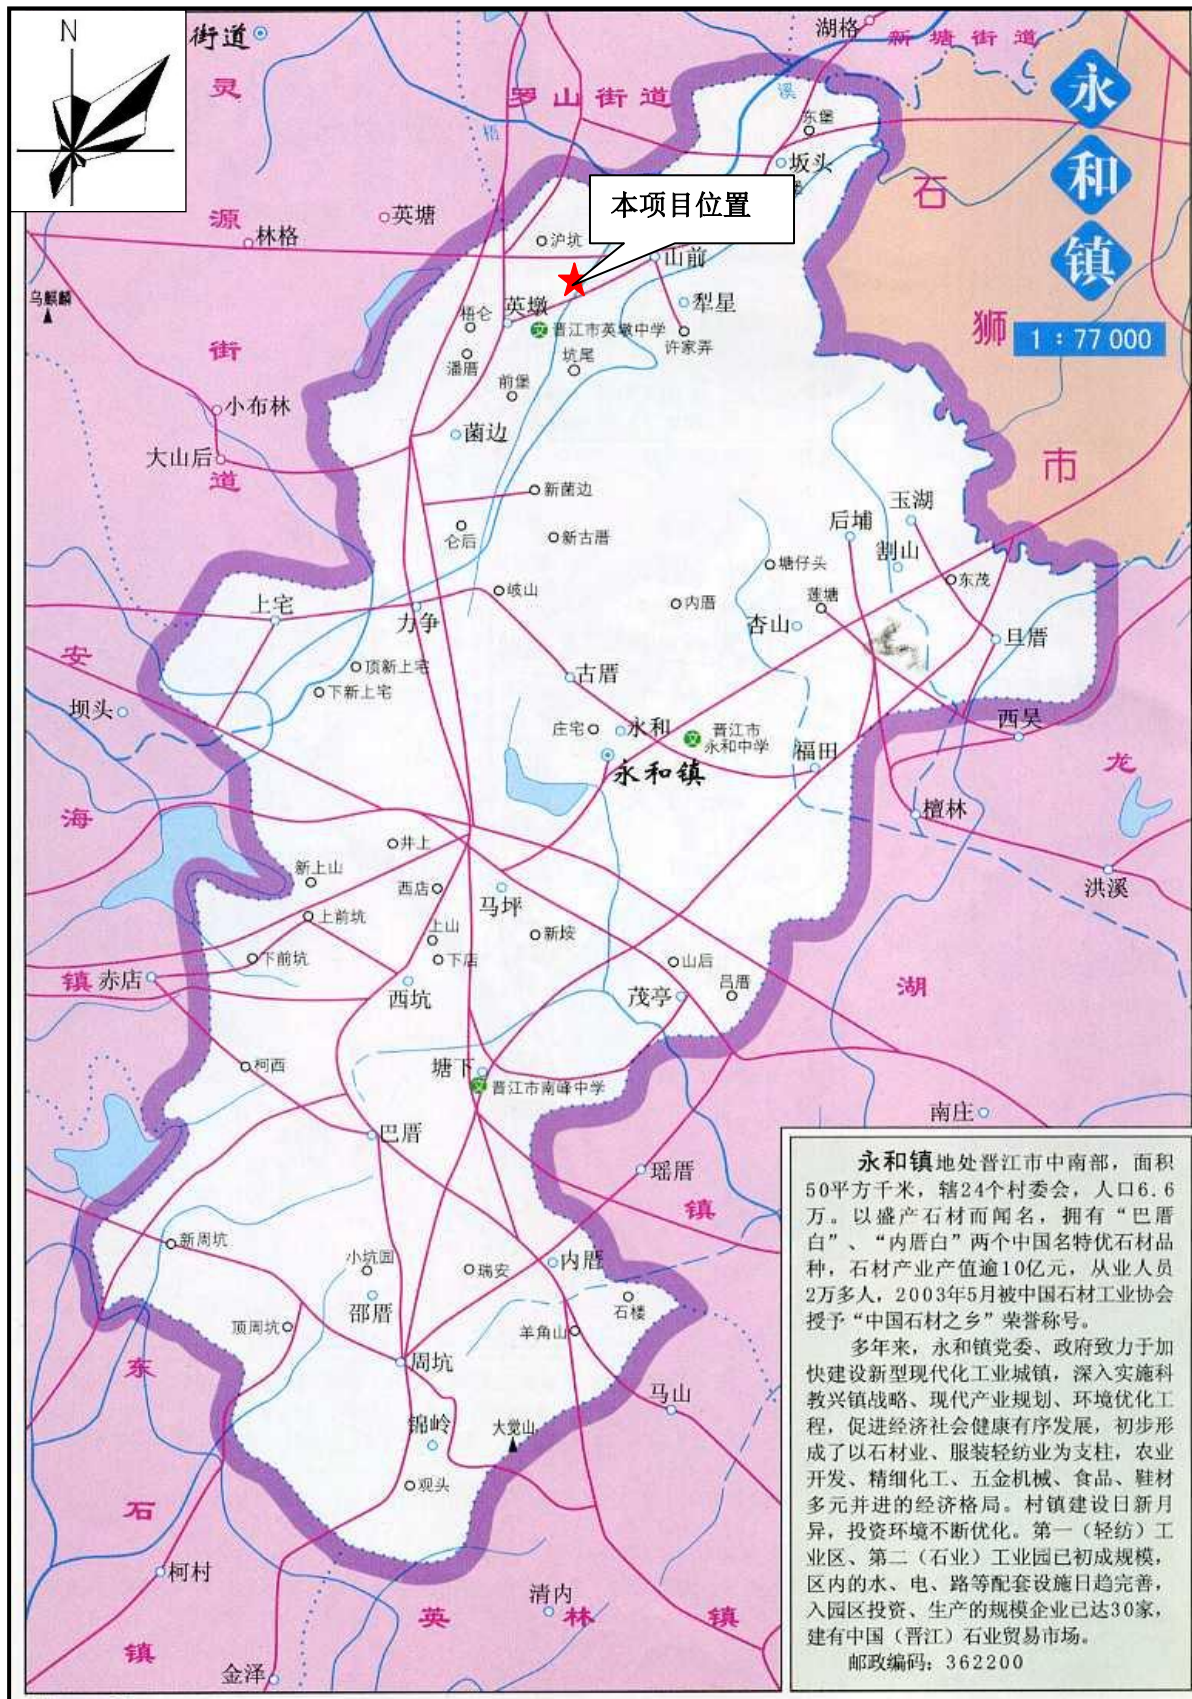 N
街道
湖格
新塘街道
永和镇
灵
罗山街道
溪
梧
东堡
坂头
石
本项目位置
源
英塘
林格
沪坑
山前
乌麒麟
梧仑
英墩
犁星
狮
1：77 000
晋江市英墩中学
许家弄
街
潘厝
坑尾
前堡
小布林
菌边
大山后
市
道
新菌边
玉湖
后埔
仑后
新古厝
割山
塘仔头
东茂
岐山
内厝
莲塘
上宅
力争
杏山
旦厝
安
顶新上宅
古厝
下新上宅
坝头
庄宅
永和
晋江市
永和中学
西吴
福田
永和镇
龙
海
檀林
井上
新上山
西店
马坪
洪溪
上前坑
上山
新垵
下前坑
下店
山后
镇
赤店
西坑
茂亭
吕厝
湖
柯西
塘下
晋江市南峰中学
南庄
巴厝
瑶厝
镇
新周坑
小坑园
瑞安
内厝
邵厝
石楼
顶周坑
羊角山
东
周坑
马山
锦岭
大觉山
观头
石
柯村
清内
英林镇
镇
金泽
永和镇地处晋江市中南部，面积
50平方千米，辖24个村委会，人口6.6
万。以盛产石材而闻名，拥有“巴厝
白”、“内厝白”两个中国名特优石材品
种，石材产业产值逾10亿元，从业人员
2万多人，2003年5月被中国石材工业协会
授予“中国石材之乡”荣誉称号。
多年来，永和镇党委、政府致力于加
快建设新型现代化工业城镇，深入实施科
教兴镇战略、现代产业规划、环境优化工
程，促进经济社会健康有序发展，初步形
成了以石材业、服装轻纺业为支柱，农业
开发、精细化工、五金机械、食品、鞋材
多元并进的经济格局。村镇建设日新月
异，投资环境不断优化。第一（轻纺）工
业区、第二（石业）工业园已初成规模，
区内的水、电、路等配套设施日趋完善，
入园区投资、生产的规模企业已达30家，
建有中国（晋江）石业贸易市场。
邮政编码：362200